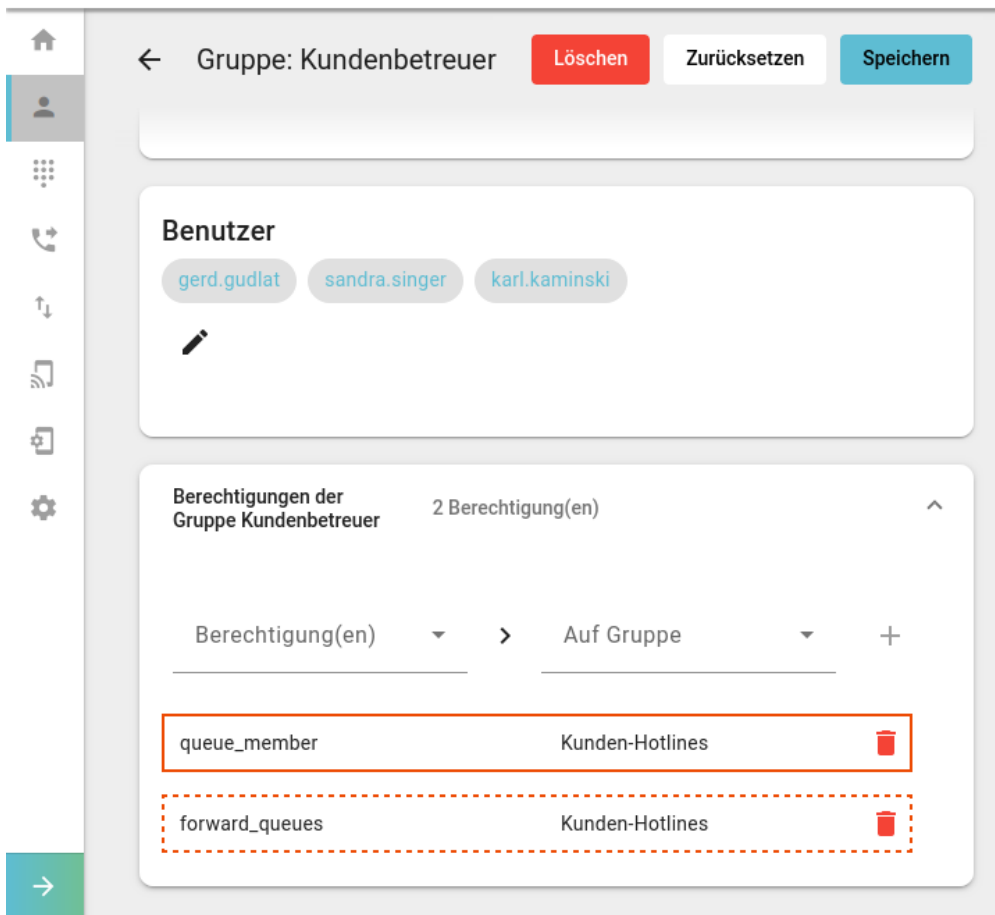 Gruppe: Kundenbetreuer Löschen Zurücksetzen Speichern
Benutzer
gerd.gudlat sandra.singer karl.kaminski
Berechtigungen der
Gruppe Kundenbetreuer
2 Berechtigung(en)
Berechtigung(en) Auf Gruppe
queue_member Kunden-Hotlines
forward_queues Kunden-Hotlines